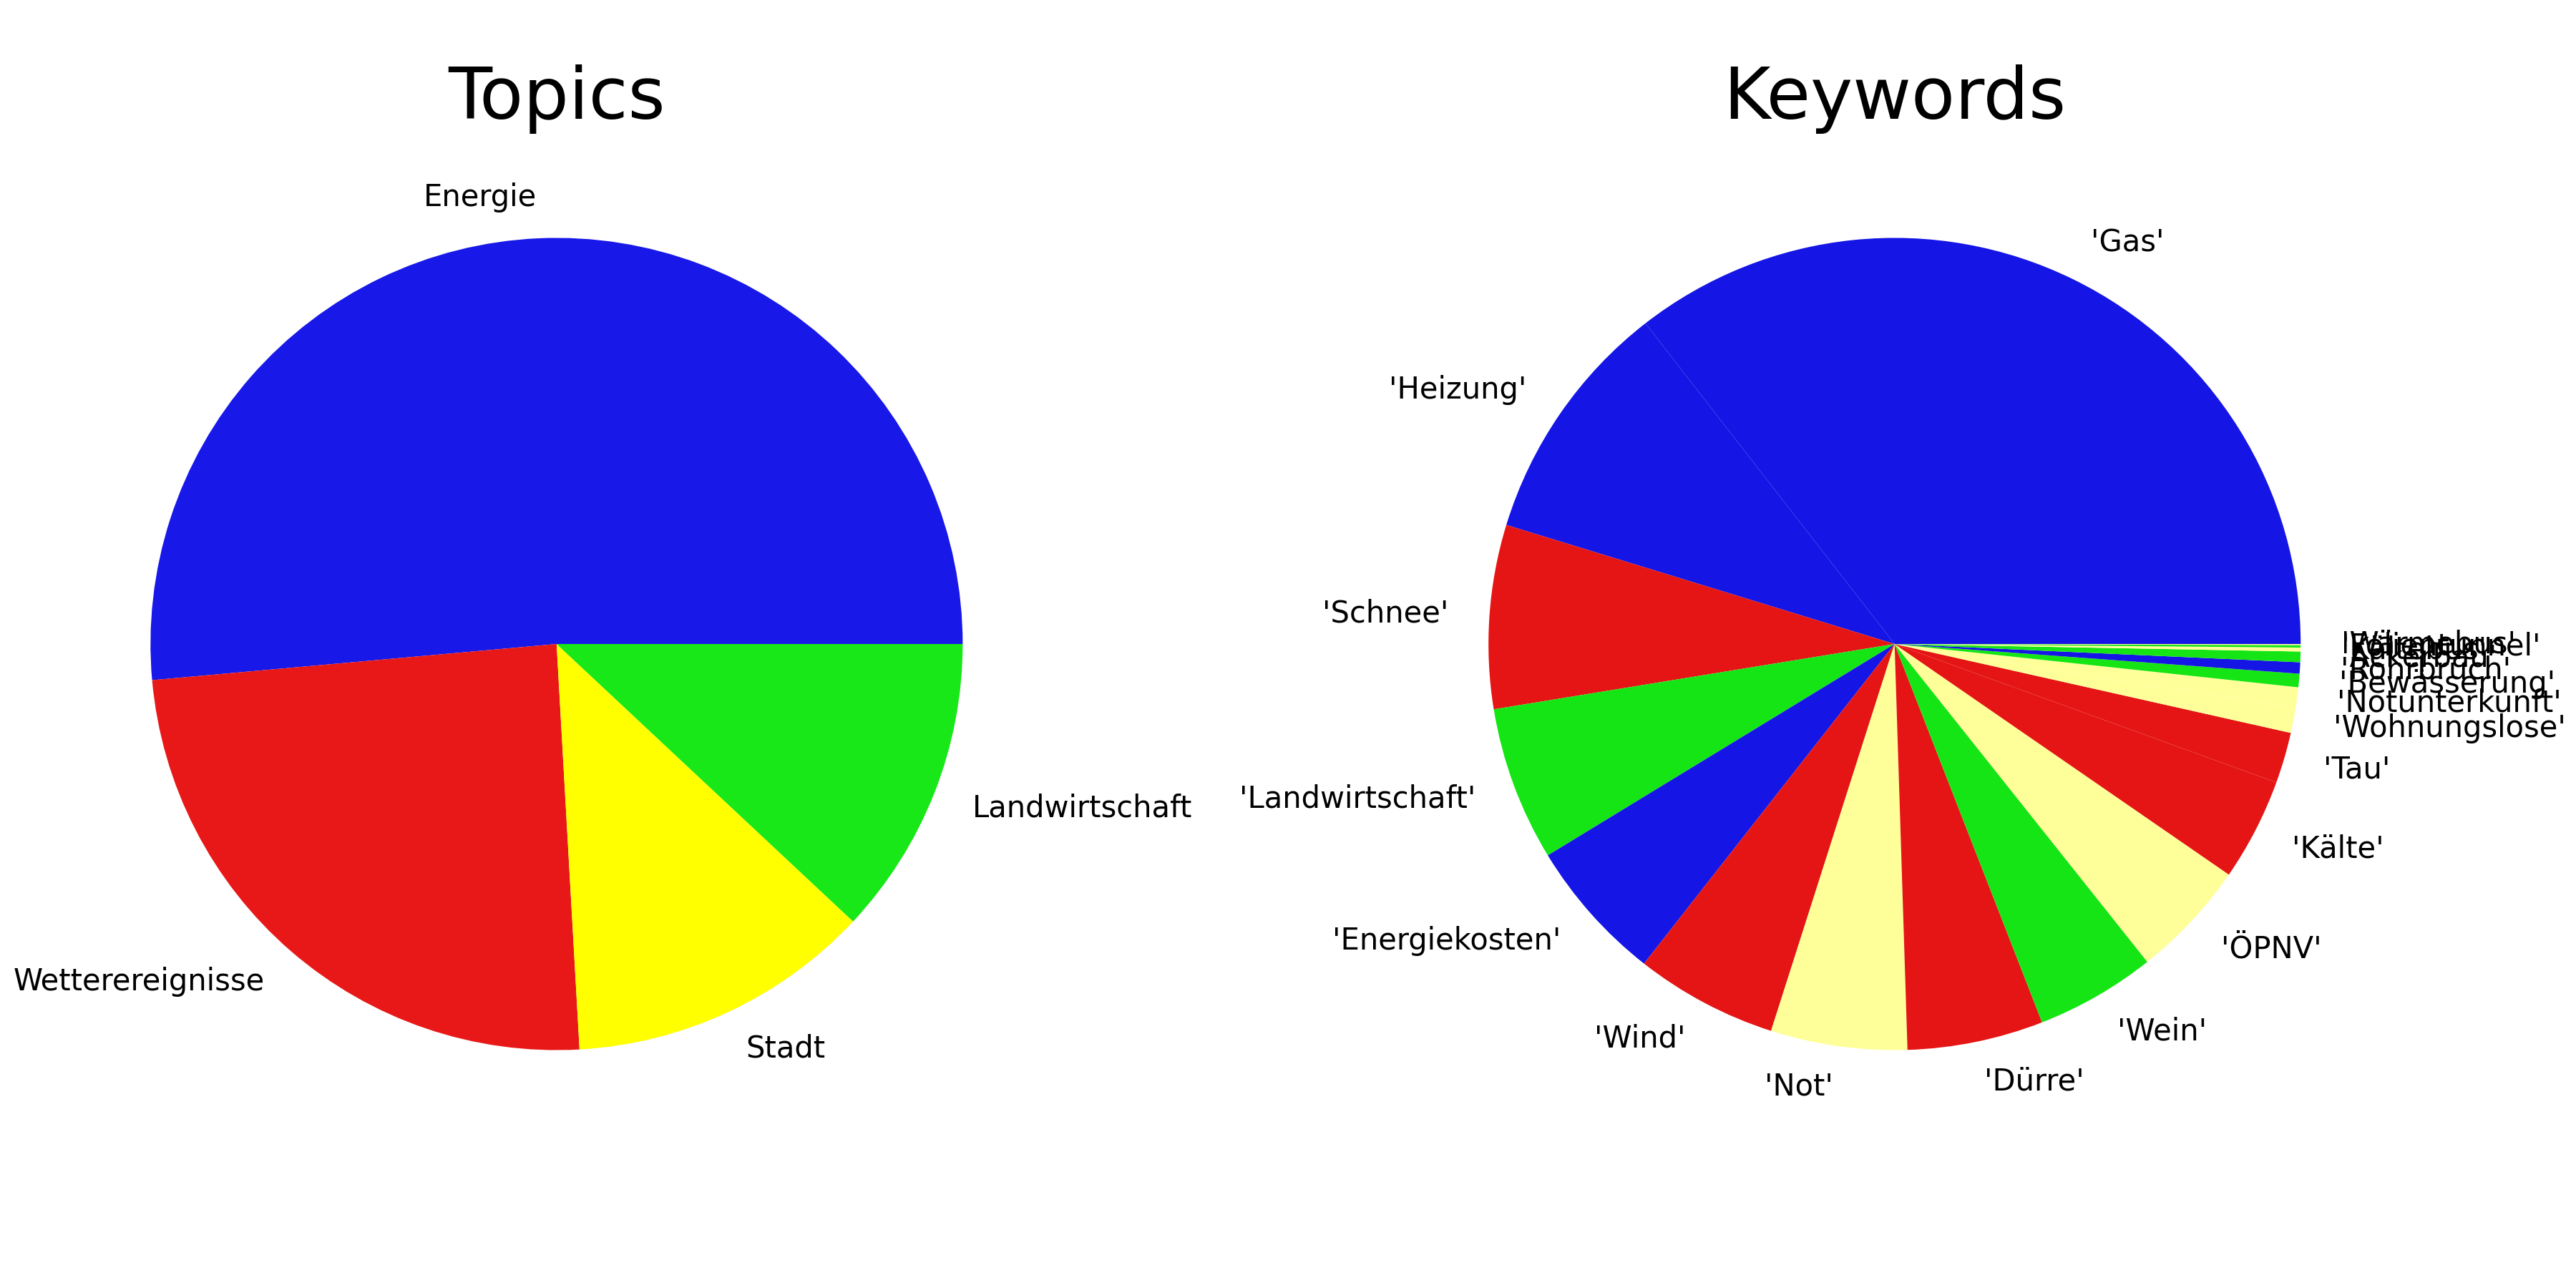 Topics
Keywords
Energie
Wetterereignisse
Stadt
Landwirtschaft
'Gas'
'Heizung'
'Schnee'
'Landwirtschaft'
'Energiekosten'
'Wind'
'Not'
'Dürre'
'Wein'
'ÖPNV'
'Kälte'
'Tau'
'Wohnungslose'
'Notunterkunft'
'Bewässerung'
'Rohrbruch'
'Ackerbau'